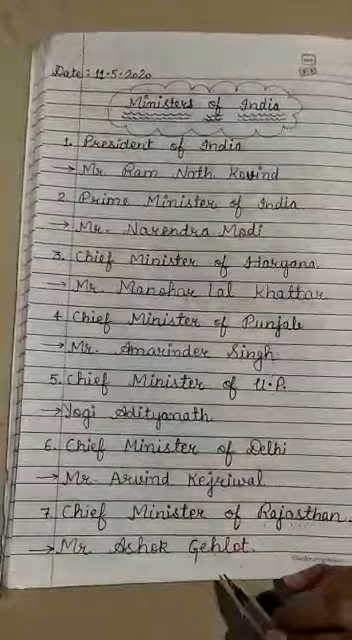 Date: 11-5-2020
Ministers of India
1. President of India
→ Mr. Ram Nath Kovind
2. Prime Minister of India
→ Mr. Narendra Modi
3. Chief Minister of Haryana.
→ Mr. Manohar Lal Khattar
4. Chief Minister of Punjab
→ Mr. Amarinder Singh
5. Chief Minister of U.P.
→ Yogi Adityanath
6. Chief Minister of Delhi
→ Mr. Arvind Kejriwal
7. Chief Minister of Rajasthan.
→ Mr. Ashok Gehlot.